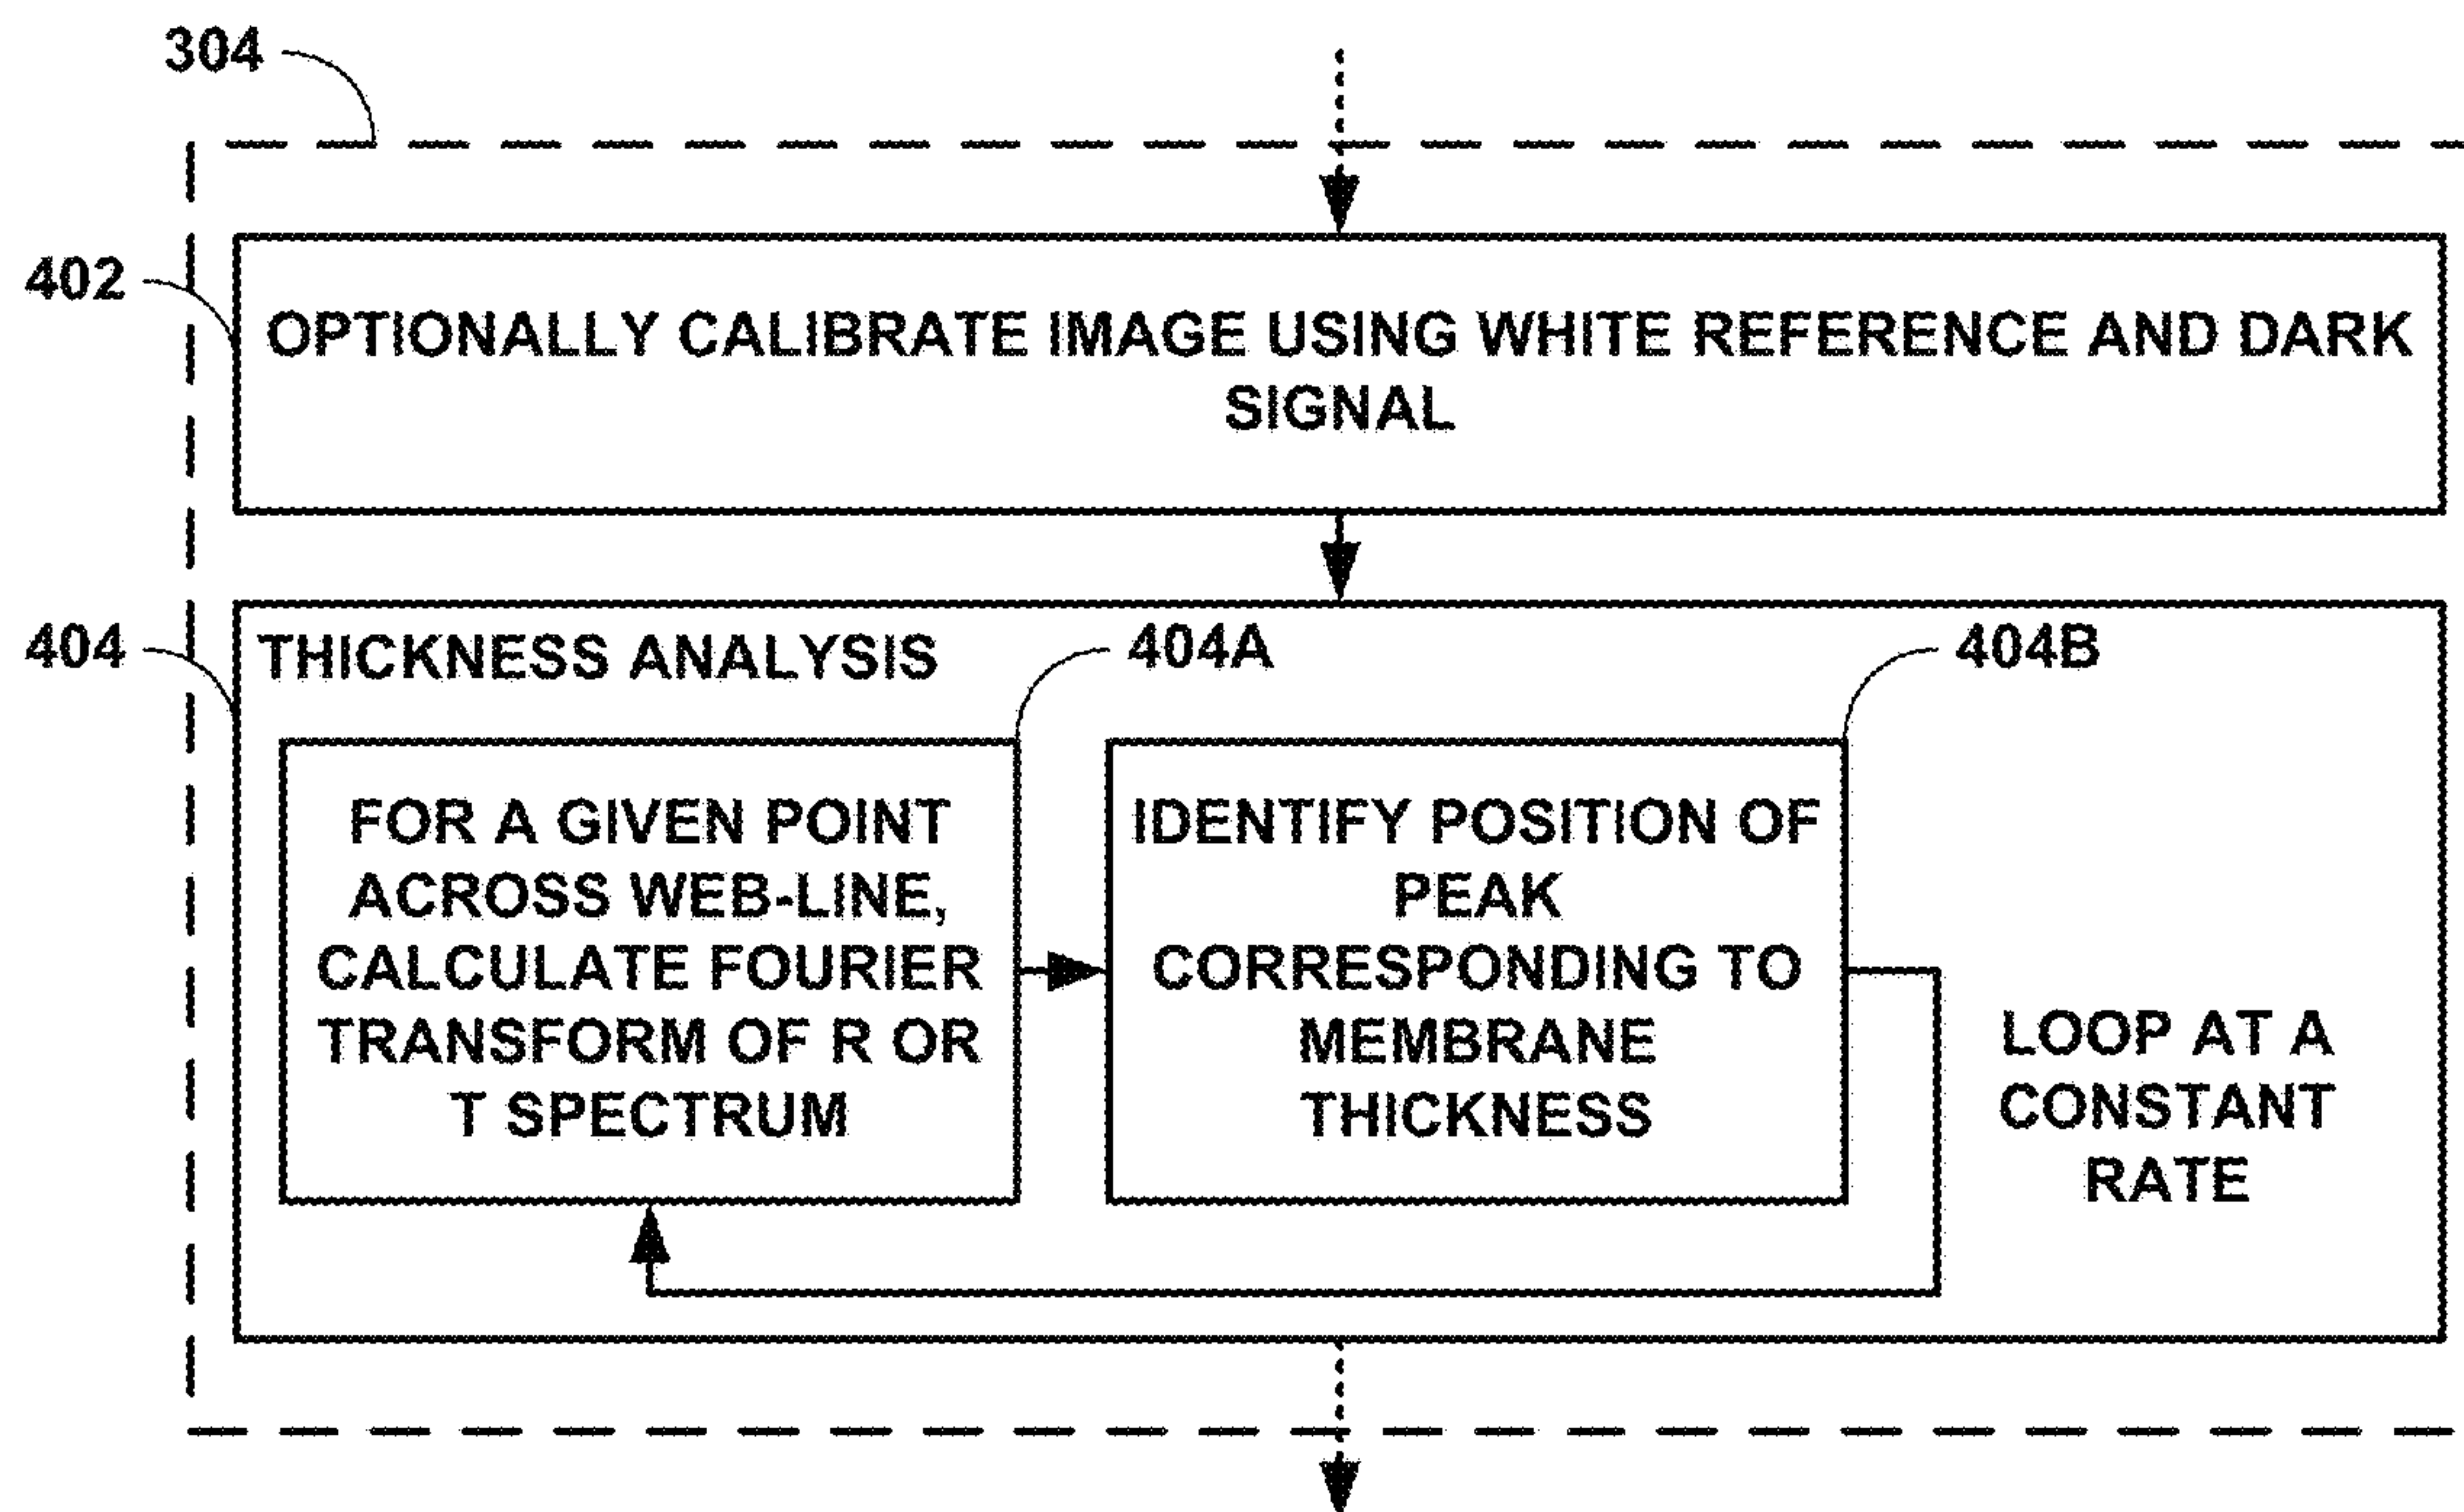 304
402
OPTIONALLY CALIBRATE IMAGE USING WHITE REFERENCE AND DARK
SIGNAL
404
THICKNESS ANALYSIS
404A
404B
FOR A GIVEN POINT
ACROSS WEB-LINE,
CALCULATE FOURIER
TRANSFORM OF R OR
T SPECTRUM
IDENTIFY POSITION OF
PEAK
CORRESPONDING TO
MEMBRANE
THICKNESS
LOOP AT A
CONSTANT
RATE